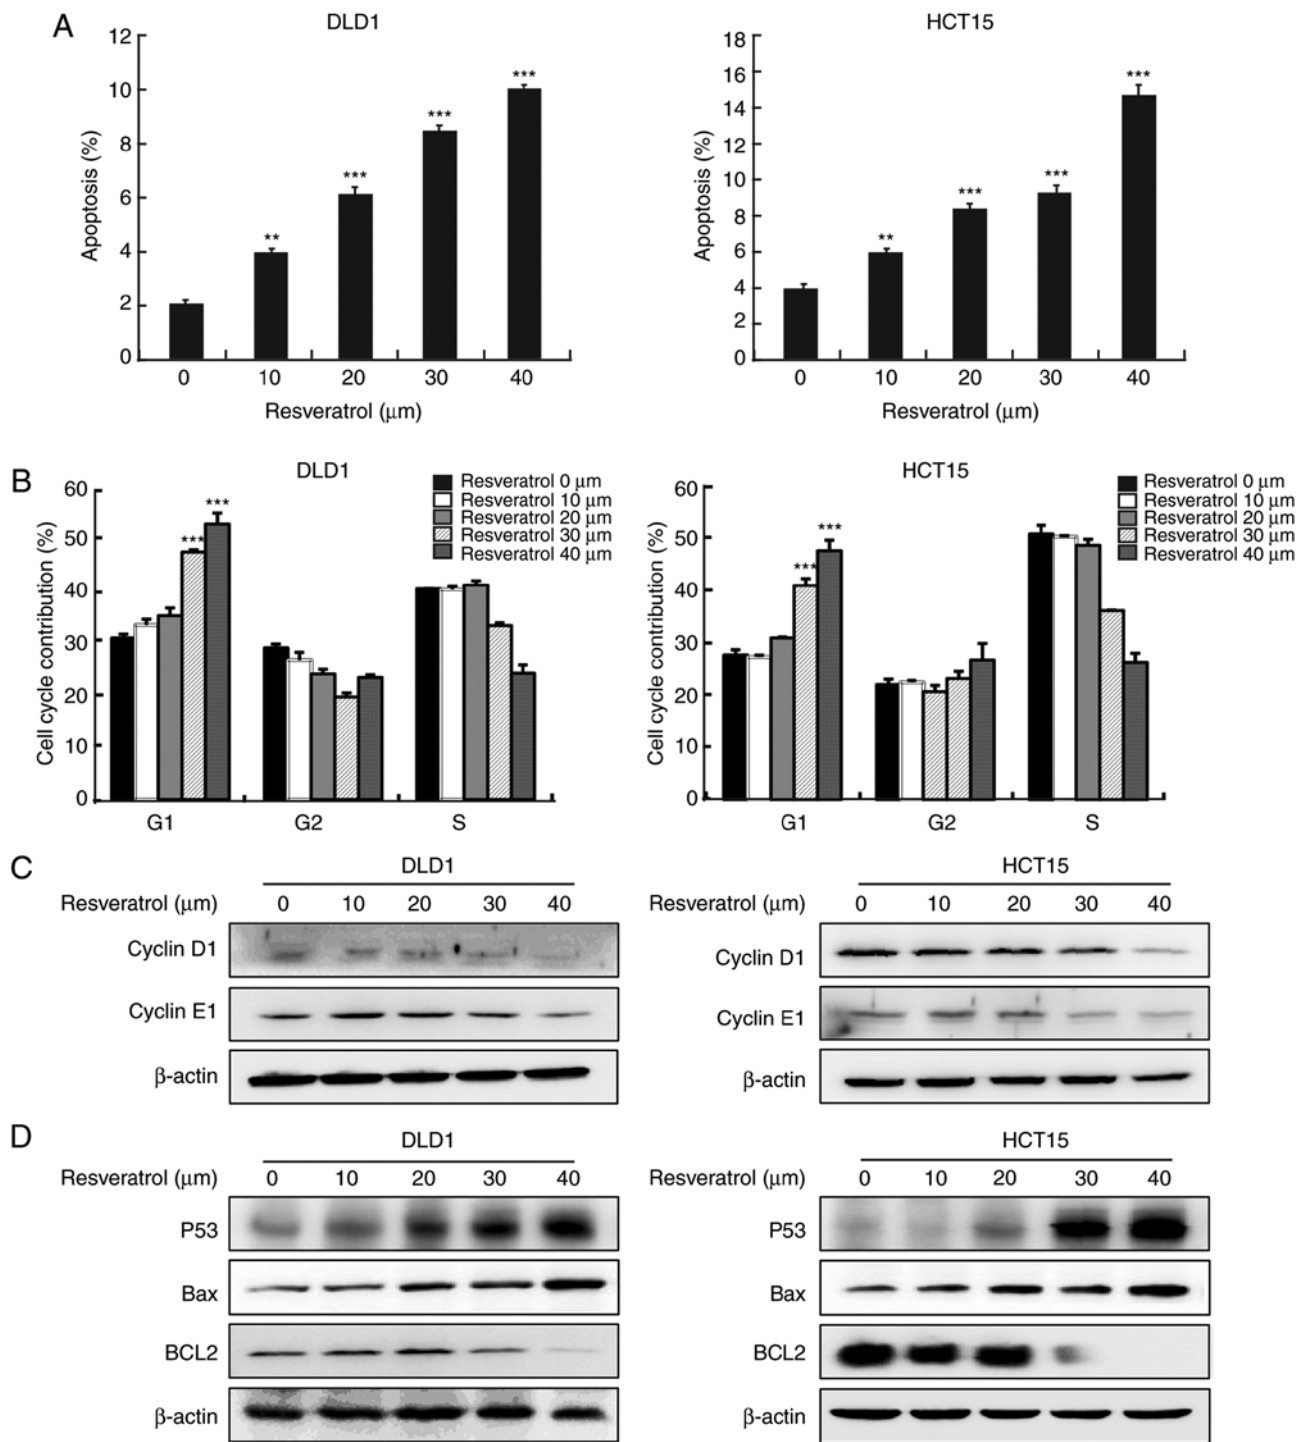 A
DLD1
HCT15
Apoptosis (%)
12
10
8
6
4
2
0
**
***
***
***
0 10 20 30 40
Resveratrol (μm)
Apoptosis (%)
18
16
14
12
10
8
6
4
2
0
**
***
***
***
0 10 20 30 40
Resveratrol (μm)
B
DLD1
Cell cycle contribution (%)
60
50
40
30
20
10
0
***
***
Resveratrol 0 μm
Resveratrol 10 μm
Resveratrol 20 μm
Resveratrol 30 μm
Resveratrol 40 μm
G1 G2 S
HCT15
Cell cycle contribution (%)
60
50
40
30
20
10
0
***
***
Resveratrol 0 μm
Resveratrol 10 μm
Resveratrol 20 μm
Resveratrol 30 μm
Resveratrol 40 μm
G1 G2 S
C
DLD1
Resveratrol (μm) 0 10 20 30 40
Cyclin D1
Cyclin E1
β-actin
HCT15
Resveratrol (μm) 0 10 20 30 40
Cyclin D1
Cyclin E1
β-actin
D
DLD1
Resveratrol (μm) 0 10 20 30 40
P53
Bax
BCL2
β-actin
HCT15
Resveratrol (μm) 0 10 20 30 40
P53
Bax
BCL2
β-actin